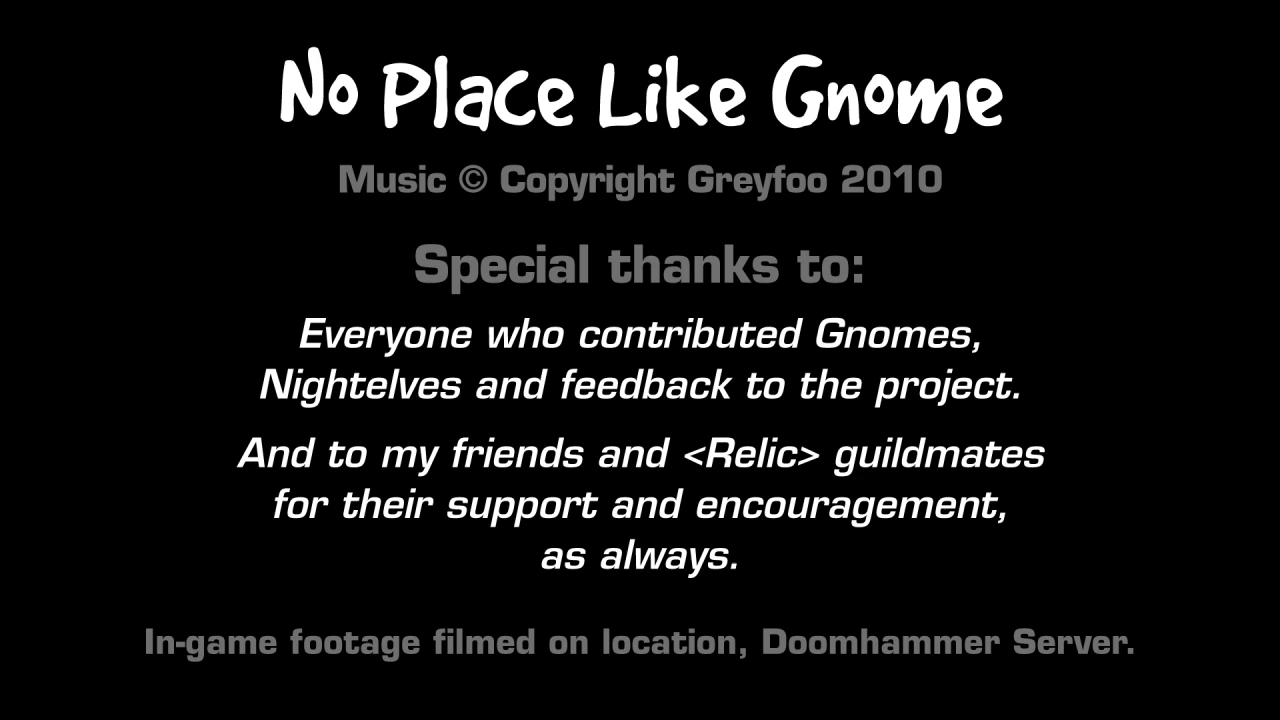 No Place Like Gnome
Music © Copyright Greyfoo 2010
Special thanks to:
Everyone who contributed Gnomes,
Nightelves and feedback to the project.
And to my friends and <Relic> guildmates
for their support and encouragement,
as always.
In-game footage filmed on location, Doomhammer Server.